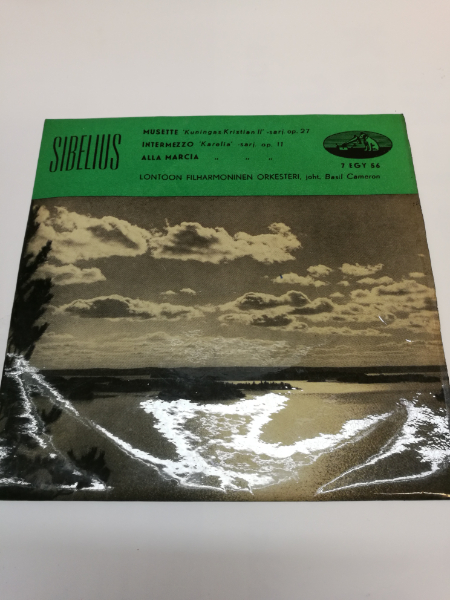 SIBELIUS
MUSETTE 'Kuningas Kristian II' -sarj. op. 27
INTERMEZZO 'Karelia' -sarj. op. 11
ALLA MARCIA " " "
7 EGY 56
LONTOON FILHARMONINEN ORKESTERI, joht. Basil Cameron